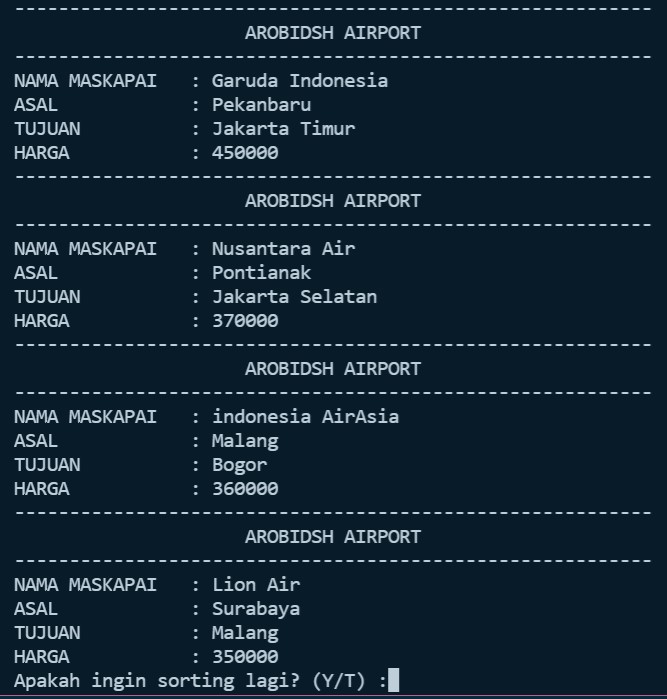 ----------------------------------------------------------
AROBIDSH AIRPORT
----------------------------------------------------------
NAMA MASKAPAI : Garuda Indonesia
ASAL : Pekanbaru
TUJUAN : Jakarta Timur
HARGA : 450000
----------------------------------------------------------
AROBIDSH AIRPORT
----------------------------------------------------------
NAMA MASKAPAI : Nusantara Air
ASAL : Pontianak
TUJUAN : Jakarta Selatan
HARGA : 370000
----------------------------------------------------------
AROBIDSH AIRPORT
----------------------------------------------------------
NAMA MASKAPAI : indonesia AirAsia
ASAL : Malang
TUJUAN : Bogor
HARGA : 360000
----------------------------------------------------------
AROBIDSH AIRPORT
----------------------------------------------------------
NAMA MASKAPAI : Lion Air
ASAL : Surabaya
TUJUAN : Malang
HARGA : 350000
Apakah ingin sorting lagi? (Y/T) :